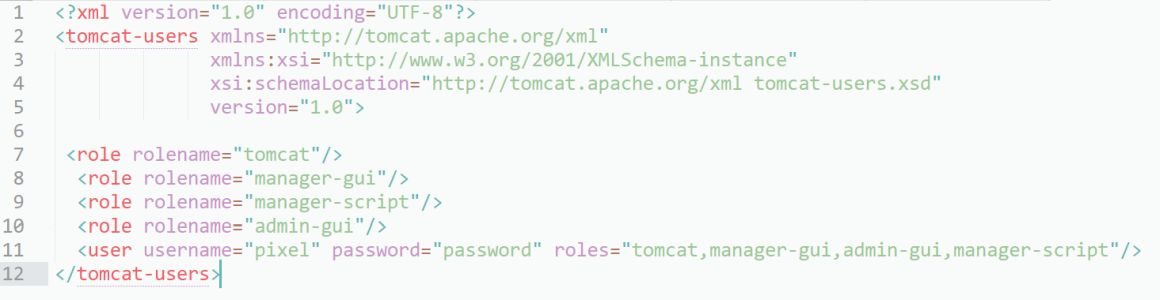 1 <?xml version="1.0" encoding="UTF-8"?>
2 <tomcat-users xmlns="http://tomcat.apache.org/xml"
3 xmlns:xsi="http://www.w3.org/2001/XMLSchema-instance"
4 xsi:schemaLocation="http://tomcat.apache.org/xml tomcat-users.xsd"
5 version="1.0">
6
7 <role rolename="tomcat"/>
8 <role rolename="manager-gui"/>
9 <role rolename="manager-script"/>
10 <role rolename="admin-gui"/>
11 <user username="pixel" password="password" roles="tomcat,manager-gui,admin-gui,manager-script"/>
12 </tomcat-users>